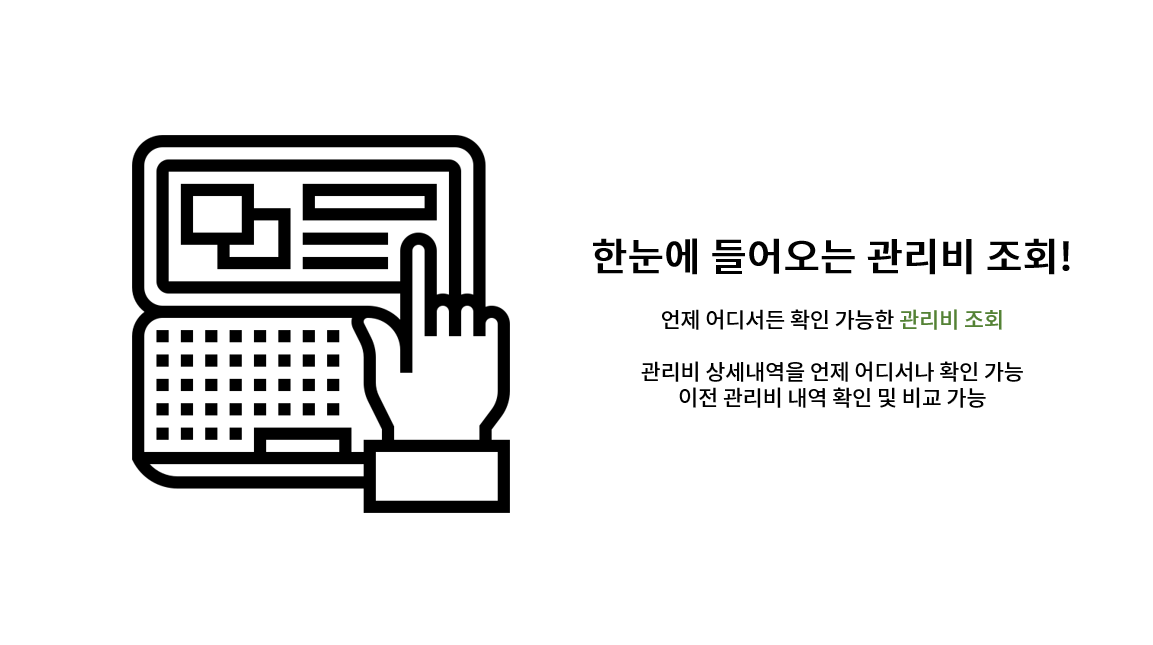 한눈에 들어오는 관리비 조회!
언제 어디서든 확인 가능한 관리비 조회
관리비 상세내역을 언제 어디서나 확인 가능
이전 관리비 내역 확인 및 비교 가능